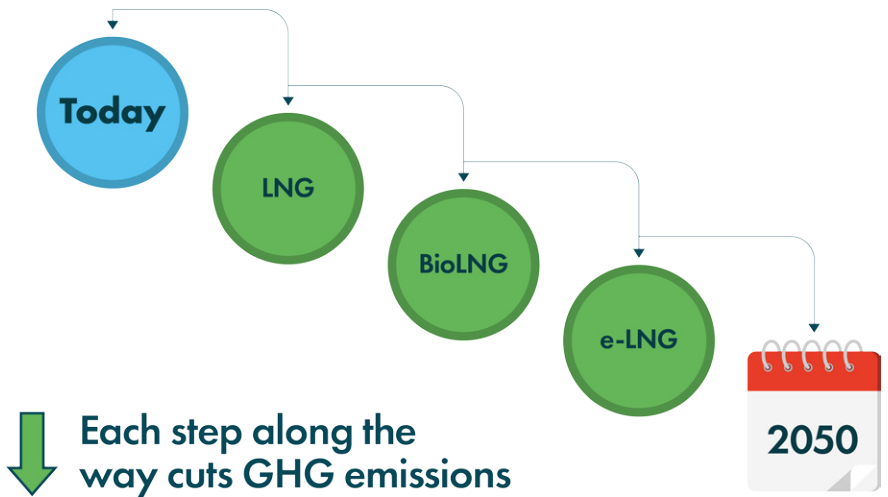 Today
LNG
BioLNG
e-LNG
2050
Each step along the
way cuts GHG emissions